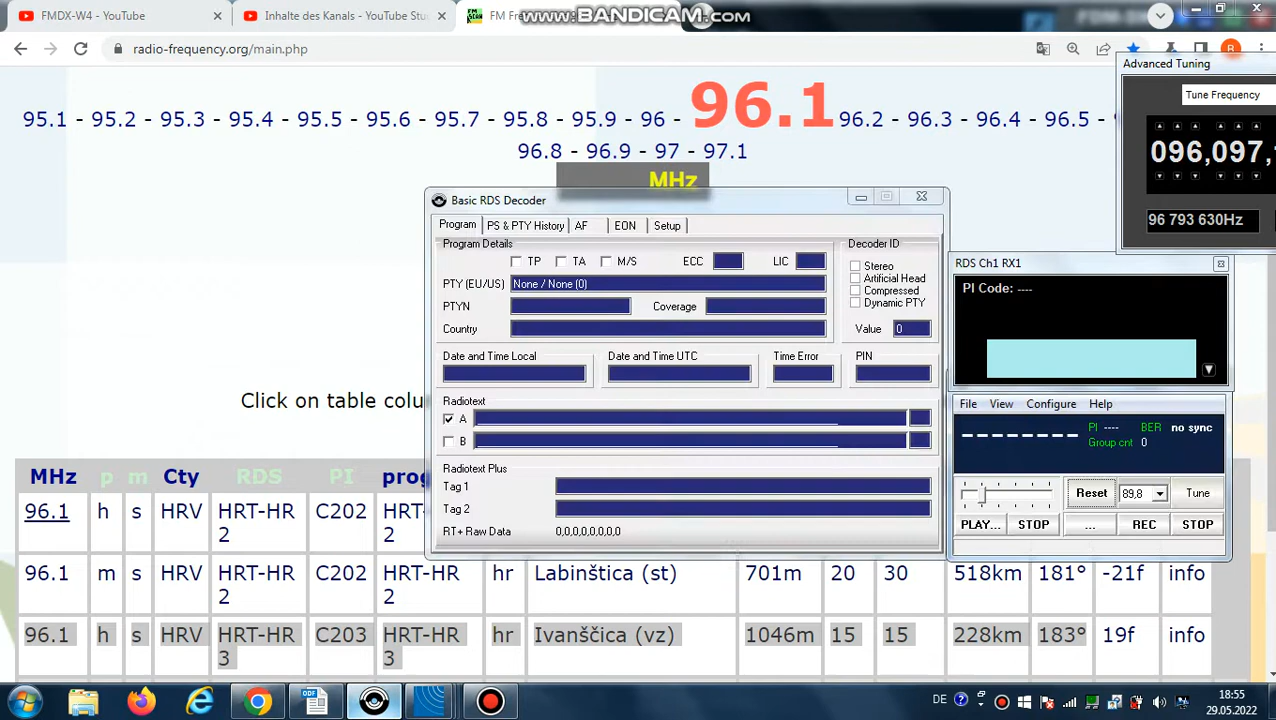 FMDX-W4 - YouTube
Inhalte des Kanals - YouTube Stu
FM Fre
www.BANDICAM.com
radio-frequency.org/main.php
R
Advanced Tuning
Tune Frequency
096,097,
96 793 630Hz
95.1 - 95.2 - 95.3 - 95.4 - 95.5 - 95.6 - 95.7 - 95.8 - 95.9 - 96 - 96.1 96.2 - 96.3 - 96.4 - 96.5 -
96.8 - 96.9 - 97 - 97.1
MHz
Basic RDS Decoder
Program
PS & PTY History
AF
EON
Setup
Program Details
TP
TA
M/S
ECC
LIC
PTY (EU/US)
None / None (0)
PTYN
Coverage
Country
Decoder ID
Stereo
Artificial Head
Compressed
Dynamic PTY
Value
0
Date and Time Local
Date and Time UTC
Time Error
PIN
Radiotext
A
B
Radiotext Plus
Tag 1
Tag 2
RT+ Raw Data
0,0,0,0,0,0,0
RDS Ch1 RX1
PI Code: ----
File View Configure Help
PI ---- BER no sync
Group cnt 0
Reset
89,8
Tune
PLAY...
STOP
...
REC
STOP
Click on table colu
MHz p m Cty RDS PI prog
96.1 h s HRV HRT-HR 2 C202 HRT-HR 2
96.1 m s HRV HRT-HR 2 C202 HRT-HR 2 hr Labinštica (st) 701m 20 30 518km 181° -21f info
96.1 h s HRV HRT-HR 3 C203 HRT-HR 3 hr Ivanščica (vz) 1046m 15 15 228km 183° 19f info
ODF
DE
18:55
29.05.2022